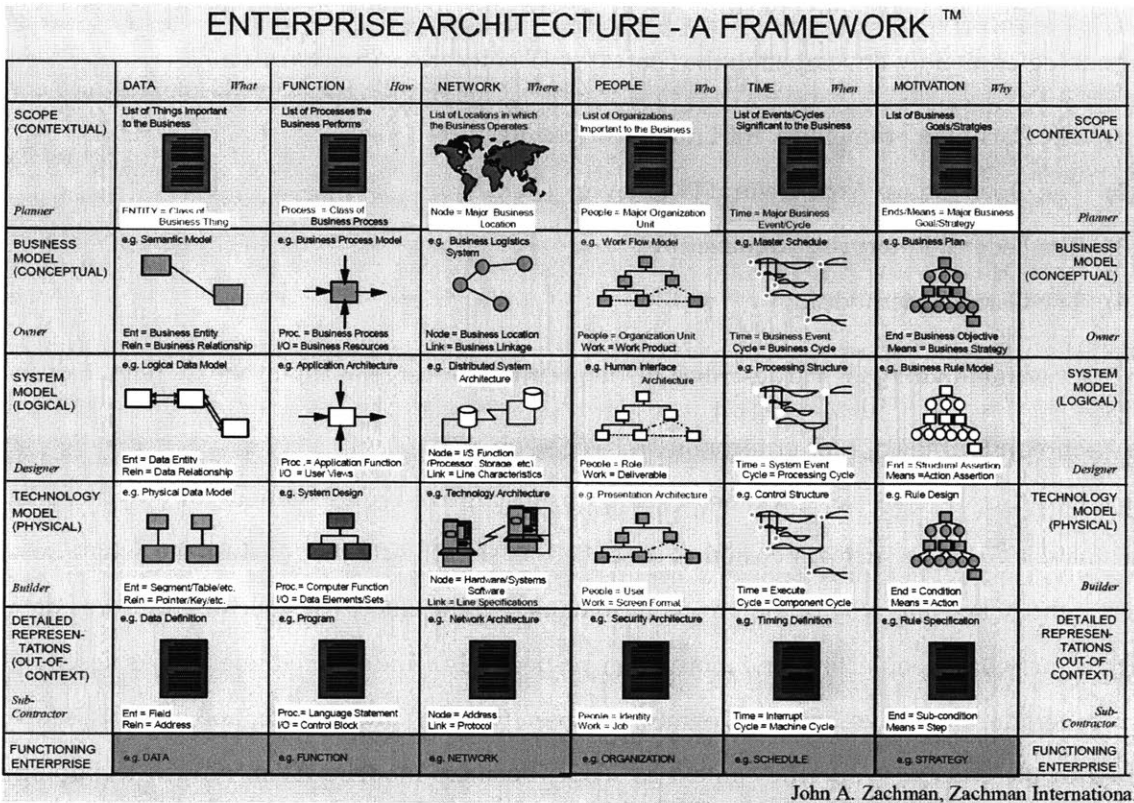 ENTERPRISE ARCHITECTURE - A FRAMEWORK ™
DATA What
FUNCTION How
NETWORK Where
PEOPLE Who
TIME When
MOTIVATION Why
SCOPE
(CONTEXTUAL)
Planner
List of Things Important
to the Business
ENTITY = Class of
Business Thing
List of Processes the
Business Performs
Process = Class of
Business Process
List of Locations in which
the Business Operates
Node = Major Business
Location
List of Organizations
Important to the Business
People = Major Organization
Unit
List of Events/Cycles
Significant to the Business
Time = Major Business
Event/Cycle
List of Business
Goals/Stratgies
Ends/Means = Major Business
Goal/Strategy
SCOPE
(CONTEXTUAL)
Planner
BUSINESS
MODEL
(CONCEPTUAL)
Owner
e.g. Semantic Model
Ent = Business Entity
Reln = Business Relationship
e.g. Business Process Model
Proc. = Business Process
I/O = Business Resources
e.g. Business Logistics
System
Node = Business Location
Link = Business Linkage
e.g. Work Flow Model
People = Organization Unit
Work = Work Product
e.g. Master Schedule
Time = Business Event
Cycle = Business Cycle
e.g. Business Plan
End = Business Objective
Means = Business Strategy
BUSINESS
MODEL
(CONCEPTUAL)
Owner
SYSTEM
MODEL
(LOGICAL)
Designer
e.g. Logical Data Model
Ent = Data Entity
Reln = Data Relationship
e.g. Application Architecture
Proc .= Application Function
I/O = User Views
e.g. Distributed System
Architecture
Node = I/S Function
(Processor, Storage, etc)
Link = Line Characteristics
e.g. Human Interface
Architecture
People = Role
Work = Deliverable
e.g. Processing Structure
Time = System Event
Cycle = Processing Cycle
e.g. Business Rule Model
End = Structural Assertion
Means =Action Assertion
SYSTEM
MODEL
(LOGICAL)
Designer
TECHNOLOGY
MODEL
(PHYSICAL)
Builder
e.g. Physical Data Model
Ent = Segment/Table/etc.
Reln = Pointer/Key/etc.
e.g. System Design
Proc.= Computer Function
I/O = Data Elements/Sets
e.g. Technology Architecture
Node = Hardware/Systems
Software
Link = Line Specifications
e.g. Presentation Architecture
People = User
Work = Screen Format
e.g. Control Structure
Time = Execute
Cycle = Component Cycle
e.g. Rule Design
End = Condition
Means = Action
TECHNOLOGY
MODEL
(PHYSICAL)
Builder
DETAILED
REPRESEN-
TATIONS
(OUT-OF-
CONTEXT)
Sub-
Contractor
e.g. Data Definition
Ent = Field
Reln = Address
e.g. Program
Proc.= Language Statement
I/O = Control Block
e.g. Network Architecture
Node = Address
Link = Protocol
e.g. Security Architecture
People = Identity
Work = Job
e.g. Timing Definition
Time = Interrupt
Cycle = Machine Cycle
e.g. Rule Specification
End = Sub-condition
Means = Step
DETAILED
REPRESEN-
TATIONS
(OUT-OF
CONTEXT)
Sub-
Contractor
FUNCTIONING
ENTERPRISE
e.g. DATA
e.g. FUNCTION
e.g. NETWORK
e.g. ORGANIZATION
e.g. SCHEDULE
e.g. STRATEGY
FUNCTIONING
ENTERPRISE
John A. Zachman, Zachman Internationa